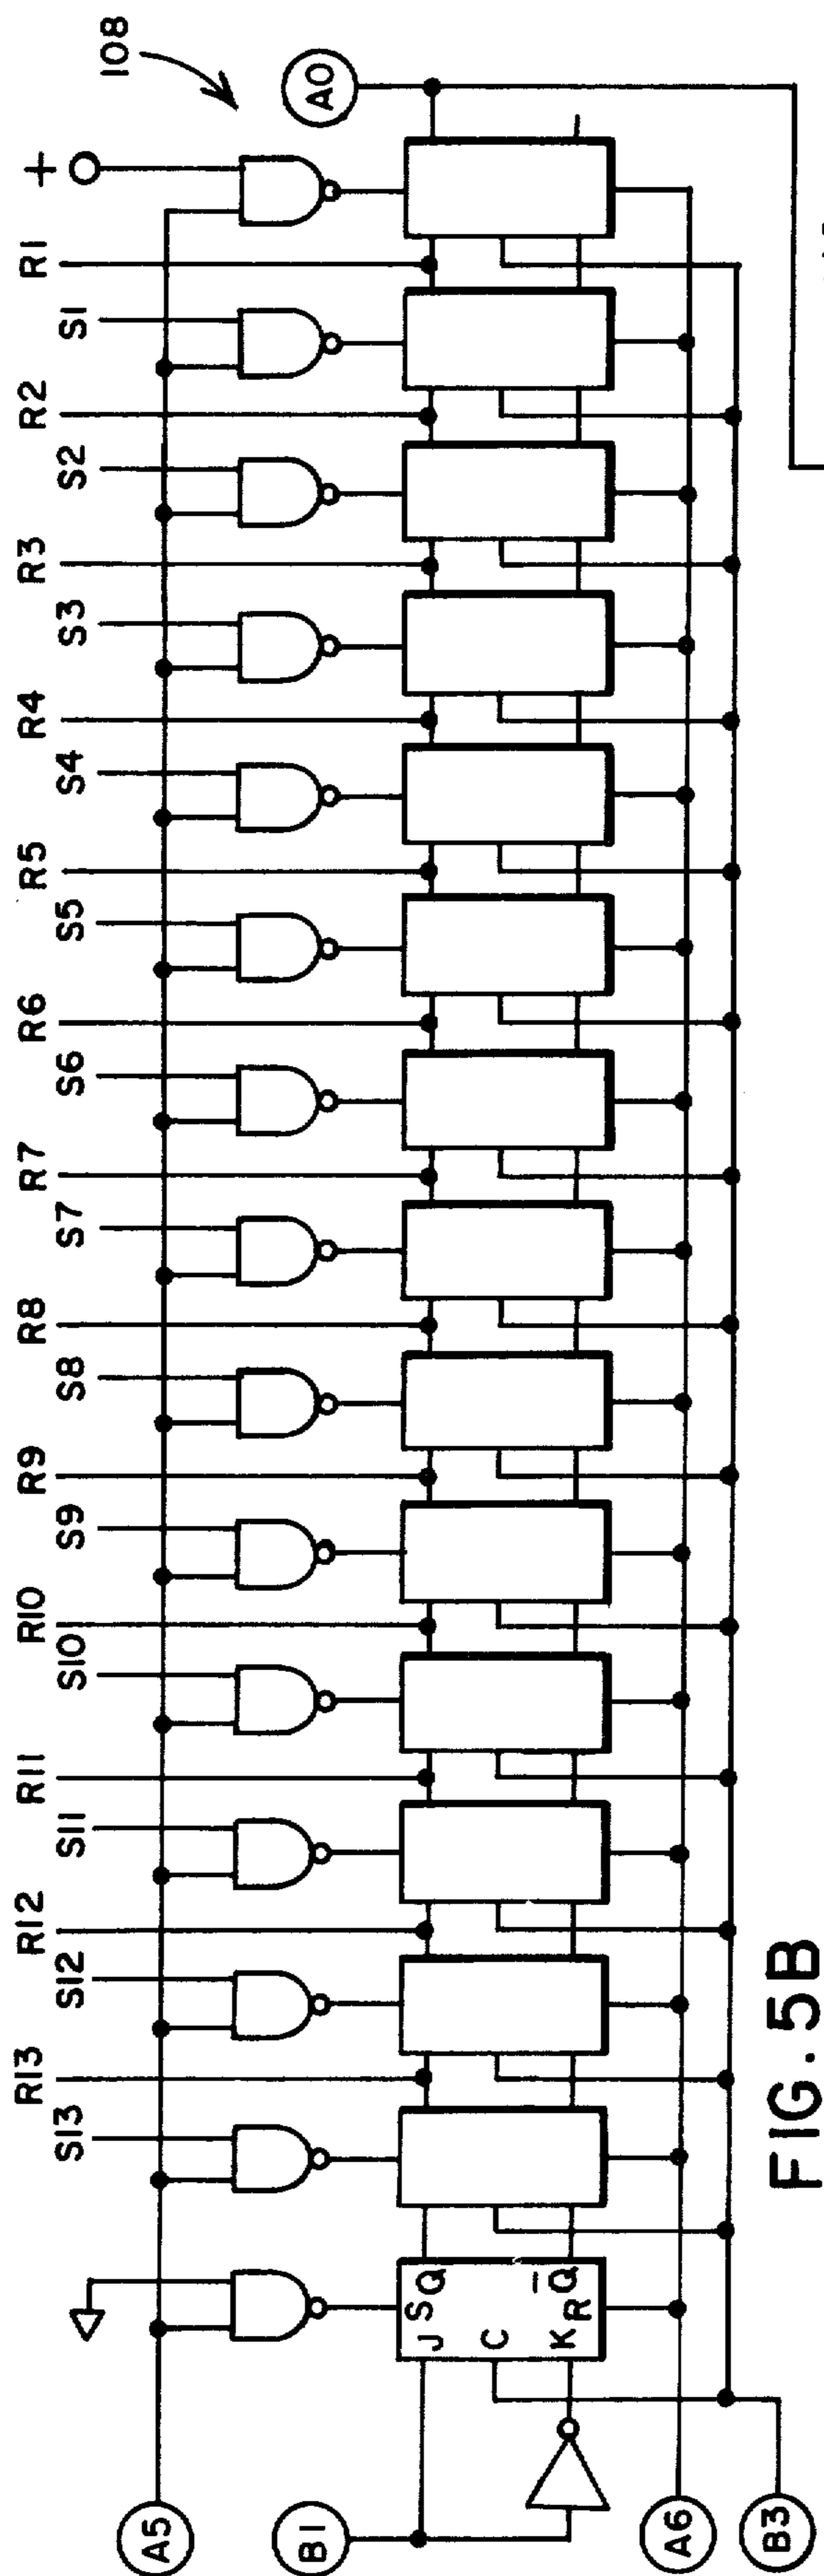 108
+
A0
R1
S1
R2
S2
R3
S3
R4
S4
R5
S5
R6
S6
R7
S7
R8
S8
R9
S9
R10
S10
R11
S11
R12
S12
R13
S13
S
Q
J
C
Q̅
K
R
A5
B1
A6
B3
FIG. 5B